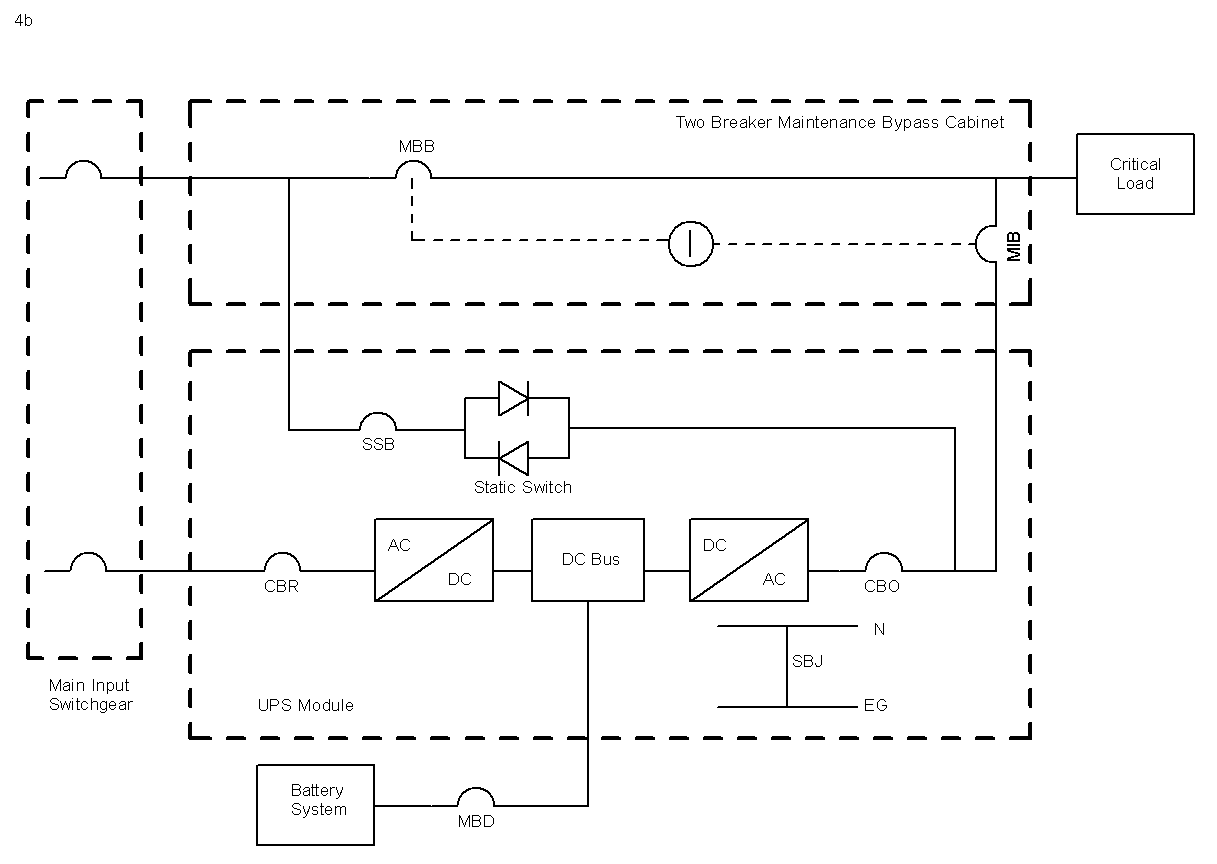 4b
Two Breaker Maintenance Bypass Cabinet
MBB
Critical
Load
MIB
SSB
Static Switch
AC
DC
DC Bus
DC
AC
CBR
CBO
N
SBJ
EG
Main Input
Switchgear
UPS Module
Battery
System
MBD